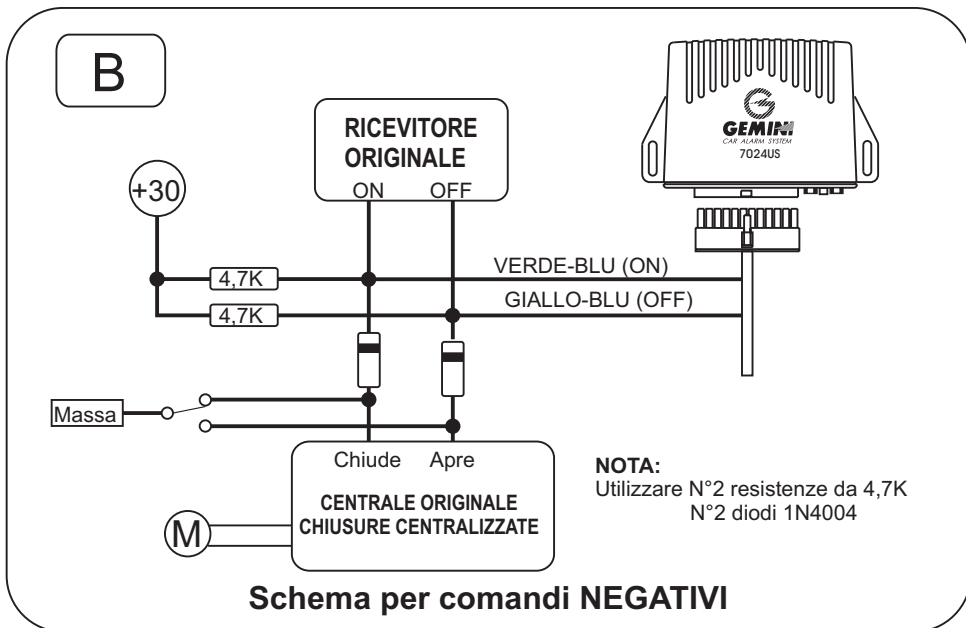 B
RICEVITORE
ORIGINALE
ON OFF
GEMINI
CAR ALARM SYSTEM
7024US
+30
VERDE-BLU (ON)
4,7K
GIALLO-BLU (OFF)
4,7K
Massa
Chiude Apre
CENTRALE ORIGINALE
CHIUSURE CENTRALIZZATE
M
NOTA:
Utilizzare N°2 resistenze da 4,7K
N°2 diodi 1N4004
Schema per comandi NEGATIVI